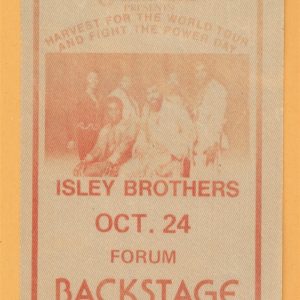 PRESENTS
HARVEST FOR THE WORLD TOUR
AND FIGHT THE POWER DAY
ISLEY BROTHERS
OCT. 24
FORUM
BACKSTAGE